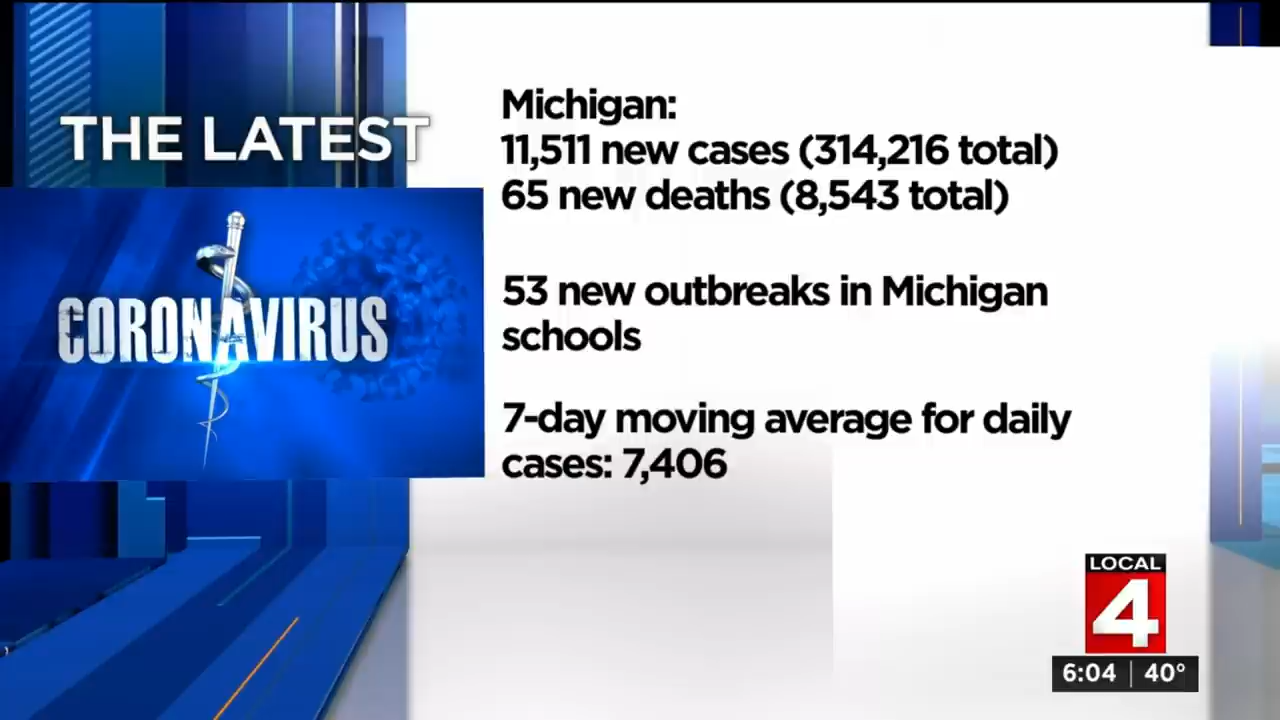 THE LATEST
CORONAVIRUS
Michigan:
11,511 new cases (314,216 total)
65 new deaths (8,543 total)
53 new outbreaks in Michigan
schools
7-day moving average for daily
cases: 7,406
LOCAL
4
6:04 | 40°